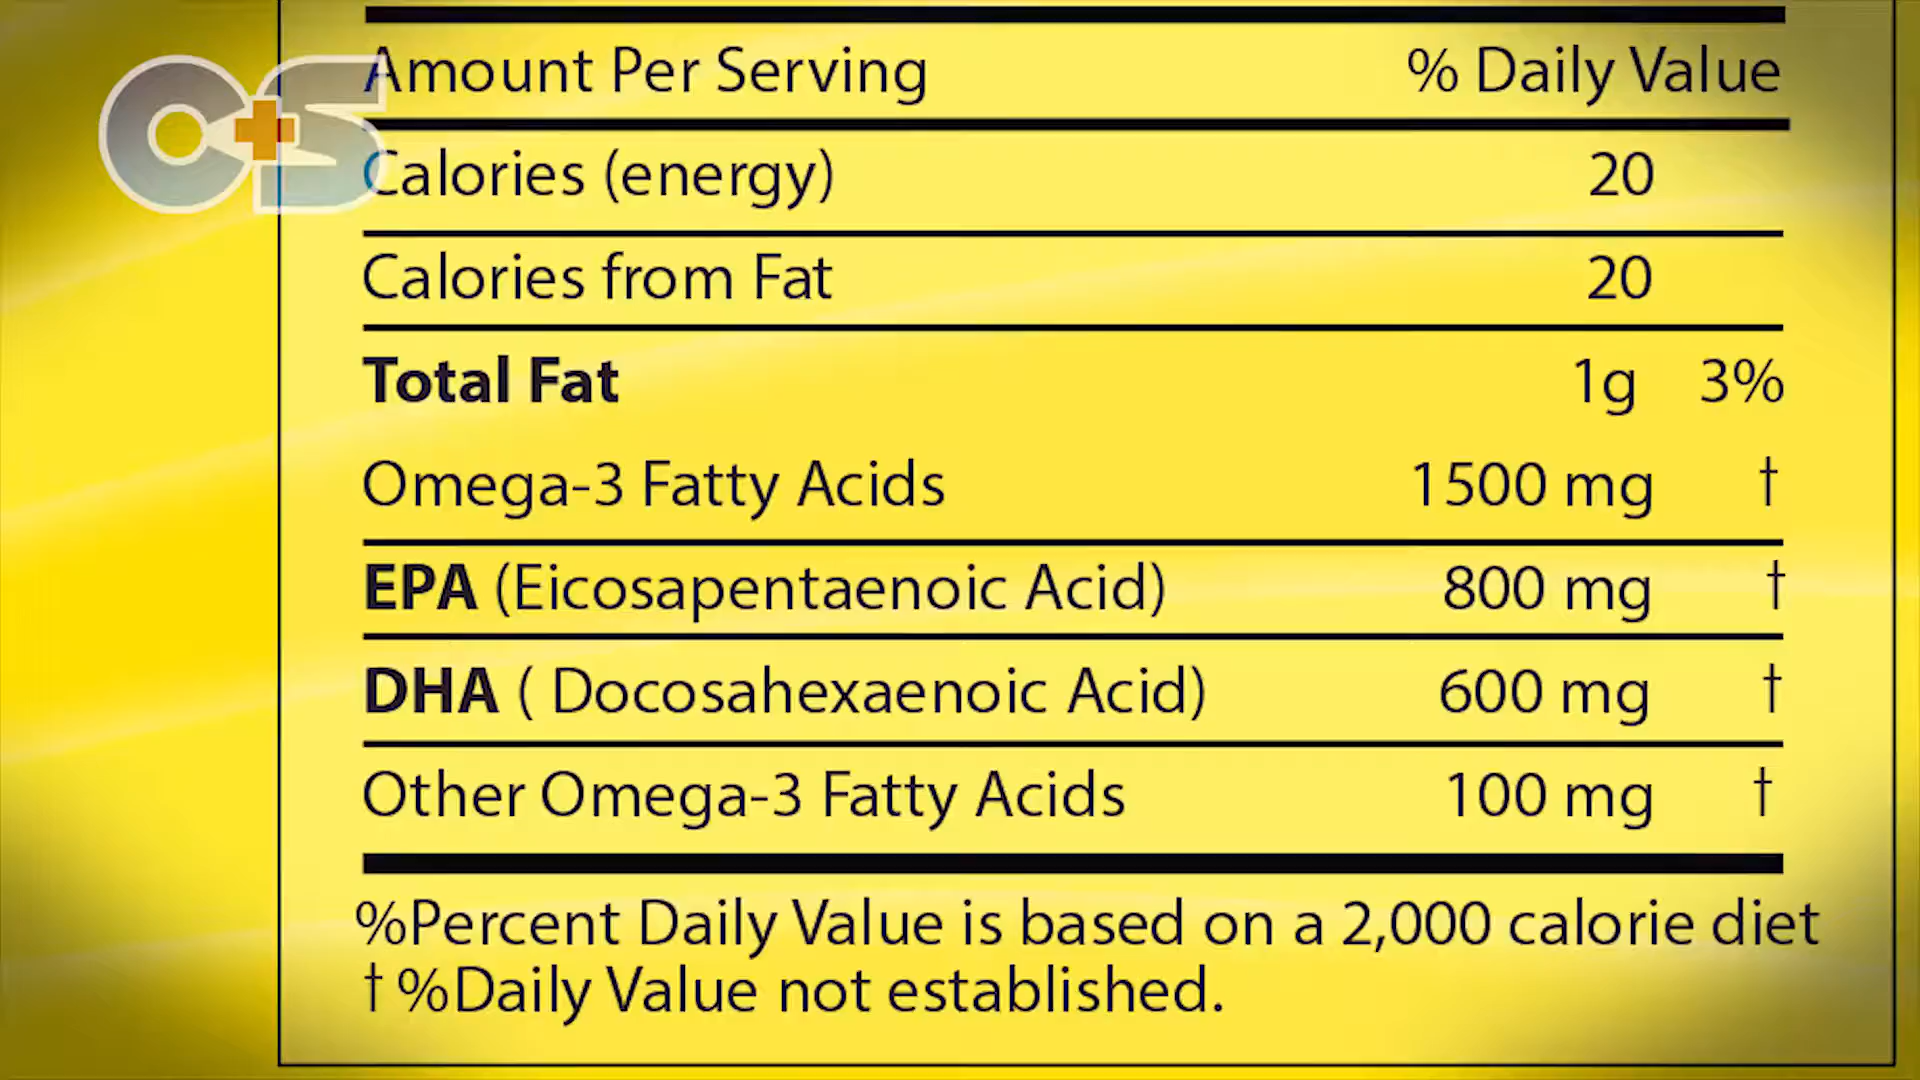 Amount Per Serving % Daily Value
Calories (energy) 20
Calories from Fat 20
Total Fat 1g 3%
Omega-3 Fatty Acids 1500 mg †
EPA (Eicosapentaenoic Acid) 800 mg †
DHA ( Docosahexaenoic Acid) 600 mg †
Other Omega-3 Fatty Acids 100 mg †
%Percent Daily Value is based on a 2,000 calorie diet
† %Daily Value not established.